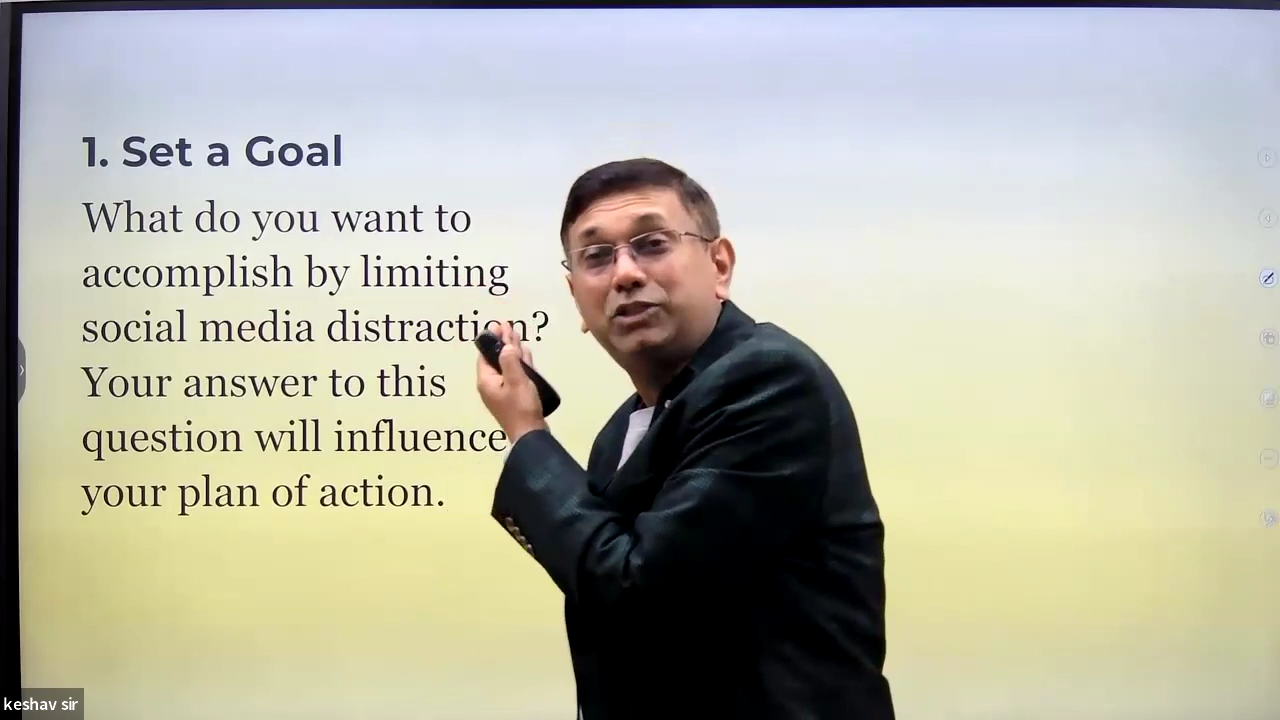 1. Set a Goal
What do you want to
accomplish by limiting
social media distraction?
Your answer to this
question will influence
your plan of action.
keshav sir